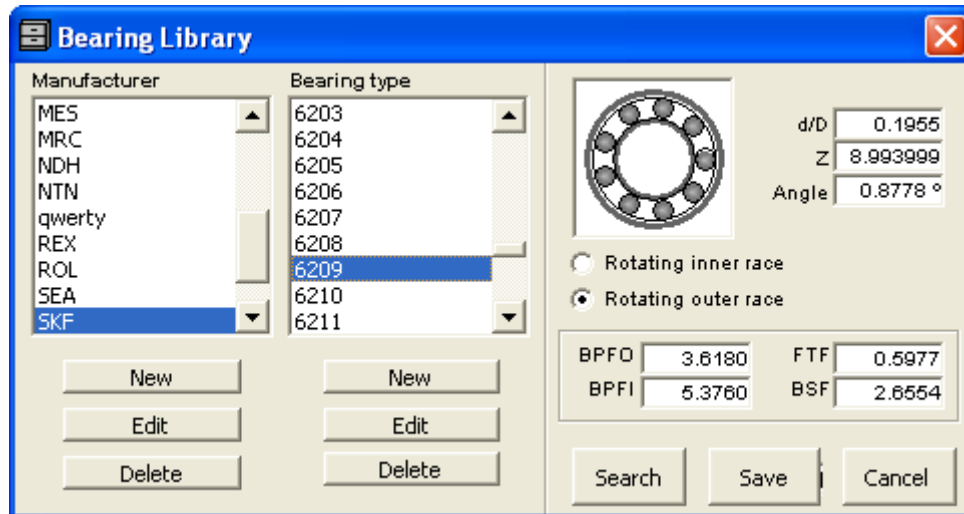 Bearing Library
Manufacturer
MES
MRC
NDH
NTN
qwerty
REX
ROL
SEA
SKF
New
Edit
Delete
Bearing type
6203
6204
6205
6206
6207
6208
6209
6210
6211
New
Edit
Delete
d/D 0.1955
Z 8.993999
Angle 0.8778 º
Rotating inner race
Rotating outer race
BPFO 3.6180 FTF 0.5977
BPFI 5.3760 BSF 2.6554
Search Save Cancel